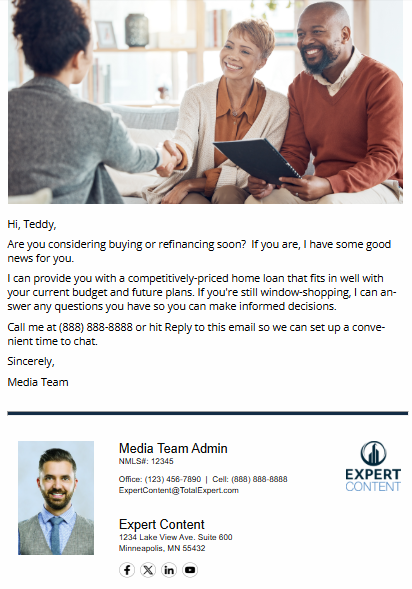 Hi, Teddy,
Are you considering buying or refinancing soon?  If you are, I have some good
news for you.
I can provide you with a competitively-priced home loan that fits in well with
your current budget and future plans. If you're still window-shopping, I can an-
swer any questions you have so you can make informed decisions.
Call me at (888) 888-8888 or hit Reply to this email so we can set up a conve-
nient time to chat.
Sincerely,
Media Team
Media Team Admin
NMLS#: 12345
Office: (123) 456-7890  |  Cell: (888) 888-8888
ExpertContent@TotalExpert.com
EXPERT
CONTENT
Expert Content
1234 Lake View Ave. Suite 600
Minneapolis, MN 55432